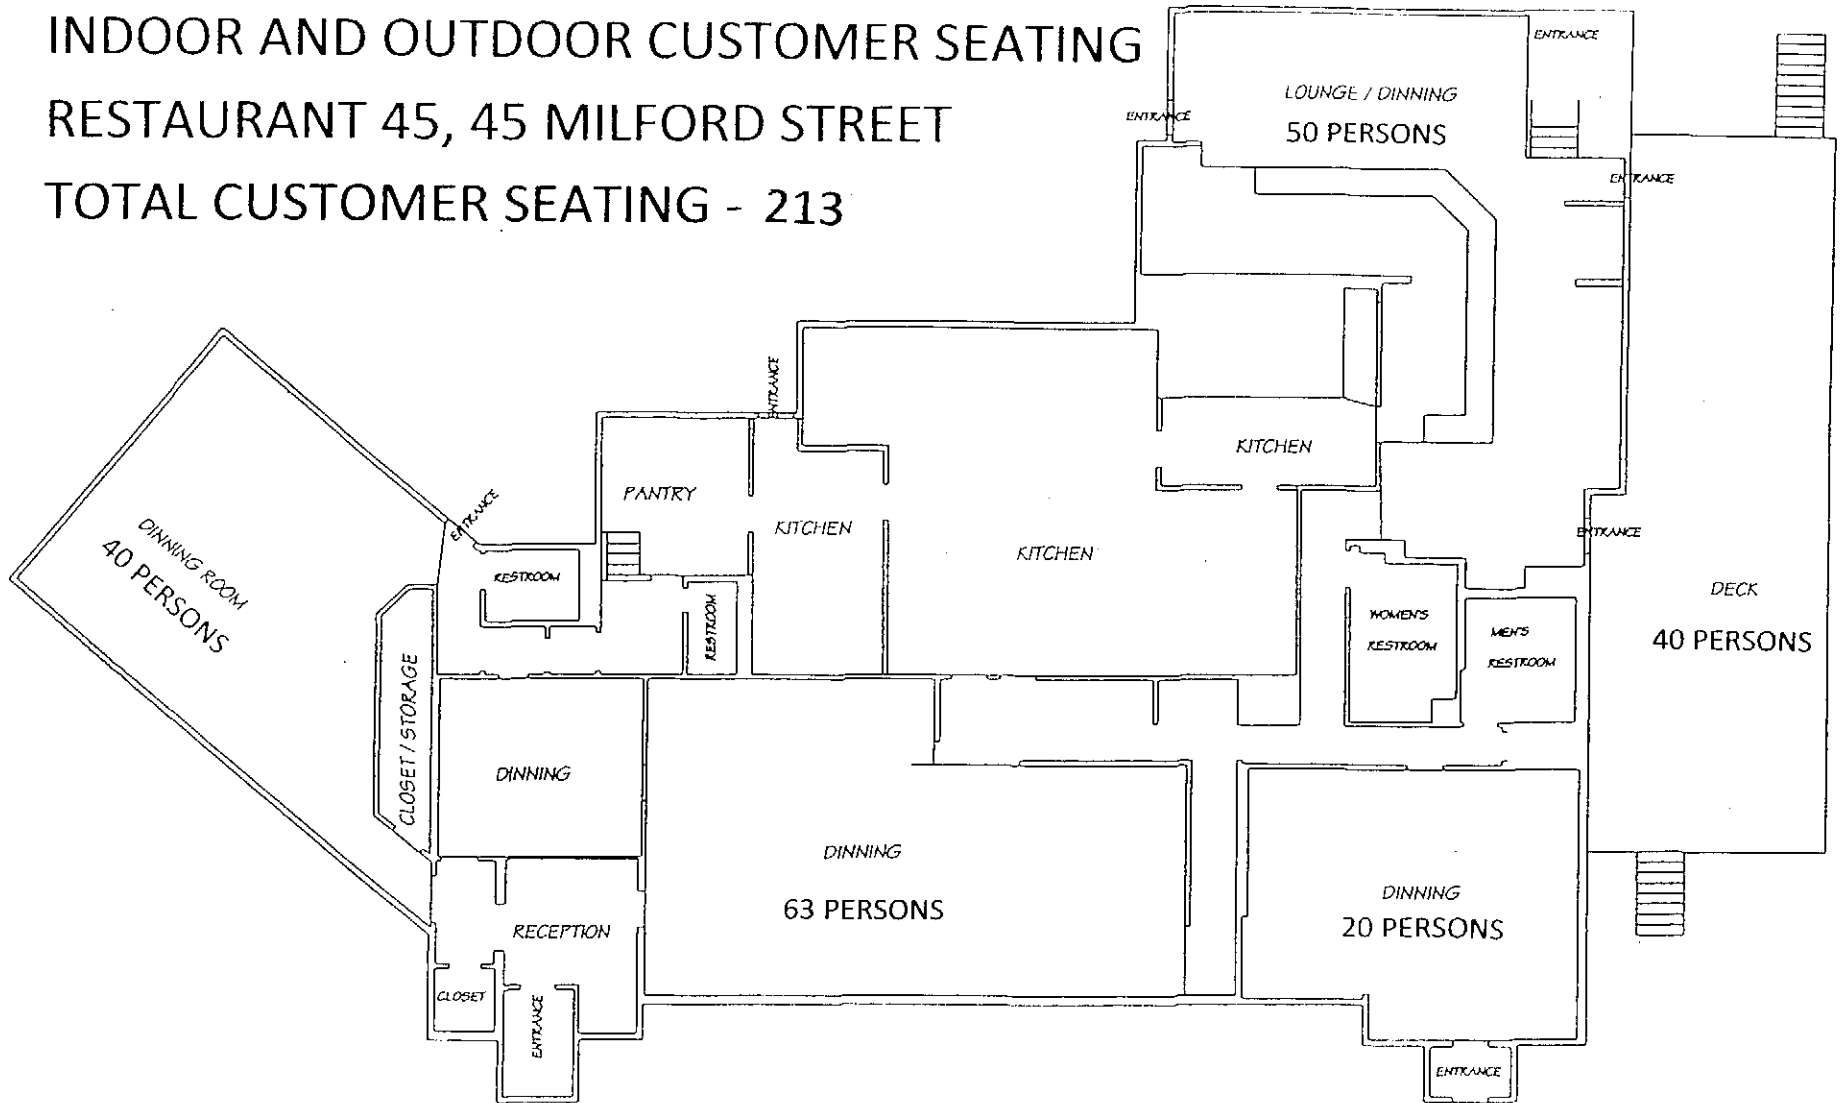 INDOOR AND OUTDOOR CUSTOMER SEATING
RESTAURANT 45, 45 MILFORD STREET
TOTAL CUSTOMER SEATING - 213
ENTRANCE
LOUNGE / DINNING
50 PERSONS
ENTRANCE
ENTRANCE
ENTRANCE
KITCHEN
PANTRY
ENTRANCE
KITCHEN
KITCHEN
ENTRANCE
DINNING ROOM
40 PERSONS
RESTROOM
RESTROOM
WOMEN'S
RESTROOM
MEN'S
RESTROOM
DECK
40 PERSONS
CLOSET / STORAGE
DINNING
DINNING
63 PERSONS
DINNING
20 PERSONS
RECEPTION
CLOSET
ENTRANCE
ENTRANCE